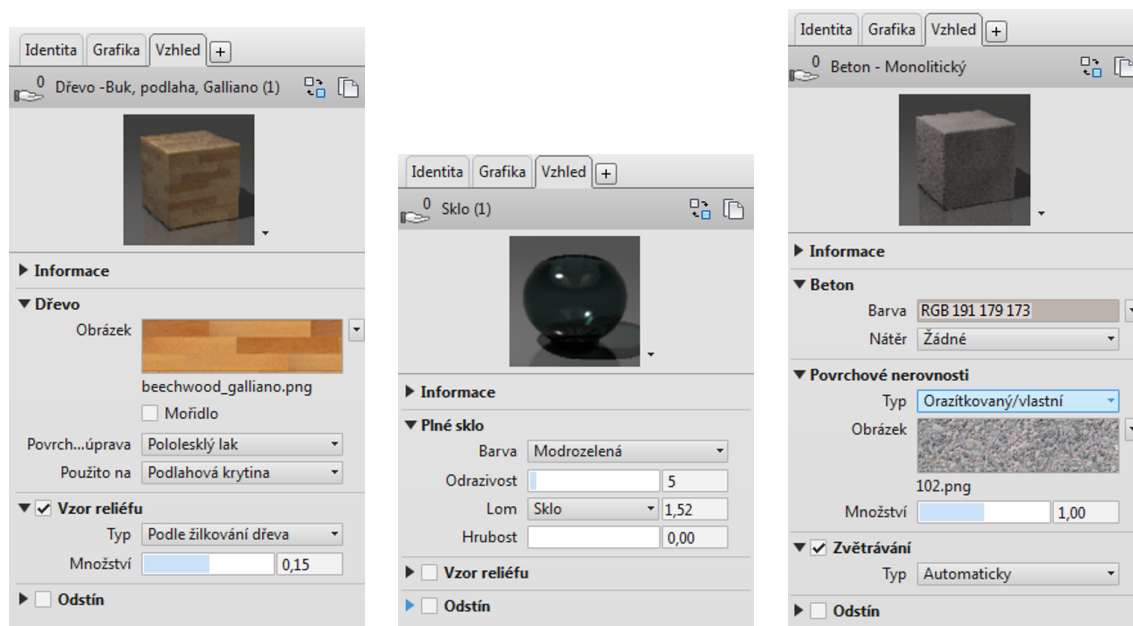 Identita Grafika Vzhled +
0 Dřevo -Buk, podlaha, Galliano (1)
Informace
Dřevo
Obrázek
beechwood_galliano.png
Mořidlo
Povrch...úprava Pololesklý lak
Použito na Podlahová krytina
Vzor reliéfu
Typ Podle žilkování dřeva
Množství 0,15
Odstín
Identita Grafika Vzhled +
0 Sklo (1)
Informace
Plné sklo
Barva Modrozelená
Odrazivost 5
Lom Sklo 1,52
Hrubost 0,00
Vzor reliéfu
Odstín
Identita Grafika Vzhled +
0 Beton - Monolitický
Informace
Beton
Barva RGB 191 179 173
Nátěr Žádné
Povrchové nerovnosti
Typ Orazítkovaný/vlastní
Obrázek
102.png
Množství 1,00
Zvětrávání
Typ Automaticky
Odstín